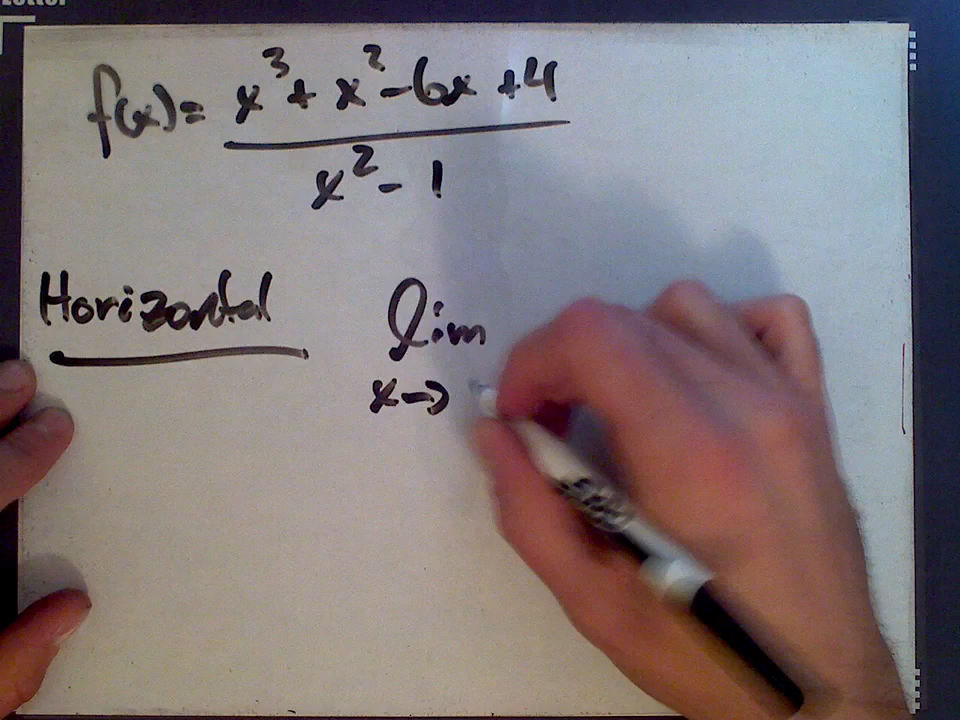 f(x) = x³ + x² - 6x + 4
x² - 1
Horizontal lim
x →